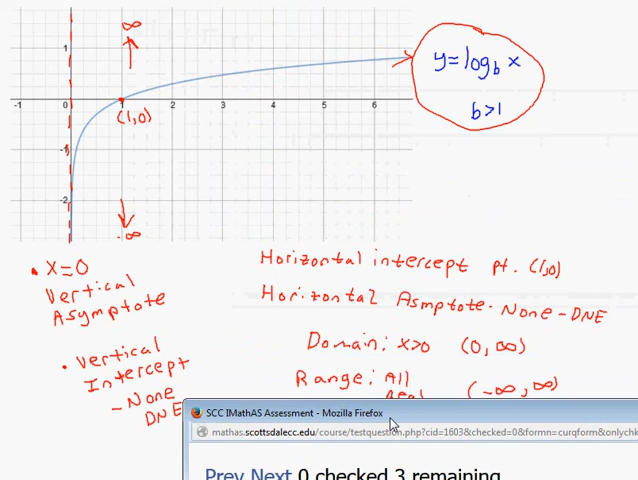 ∞
1
y=log_b x
b>1
-1 0 1 2 3 4 5 6
(1,0)
-1
-2
-∞
• x=0
Vertical
Asymptote
Horizontal intercept pt. (1,0)
Horizontal Asmptote - None - DNE
Domain: x>0 (0, ∞)
• Vertical
Intercept
- None
DNE
Range: All
Real (-∞, ∞)
SCC IMathAS Assessment - Mozilla Firefox
mathas.scottsdalecc.edu/course/testquestion.php?cid=1603&checked=0&formn=curqform&onlychk
Prev Next 0 checked 3 remaining